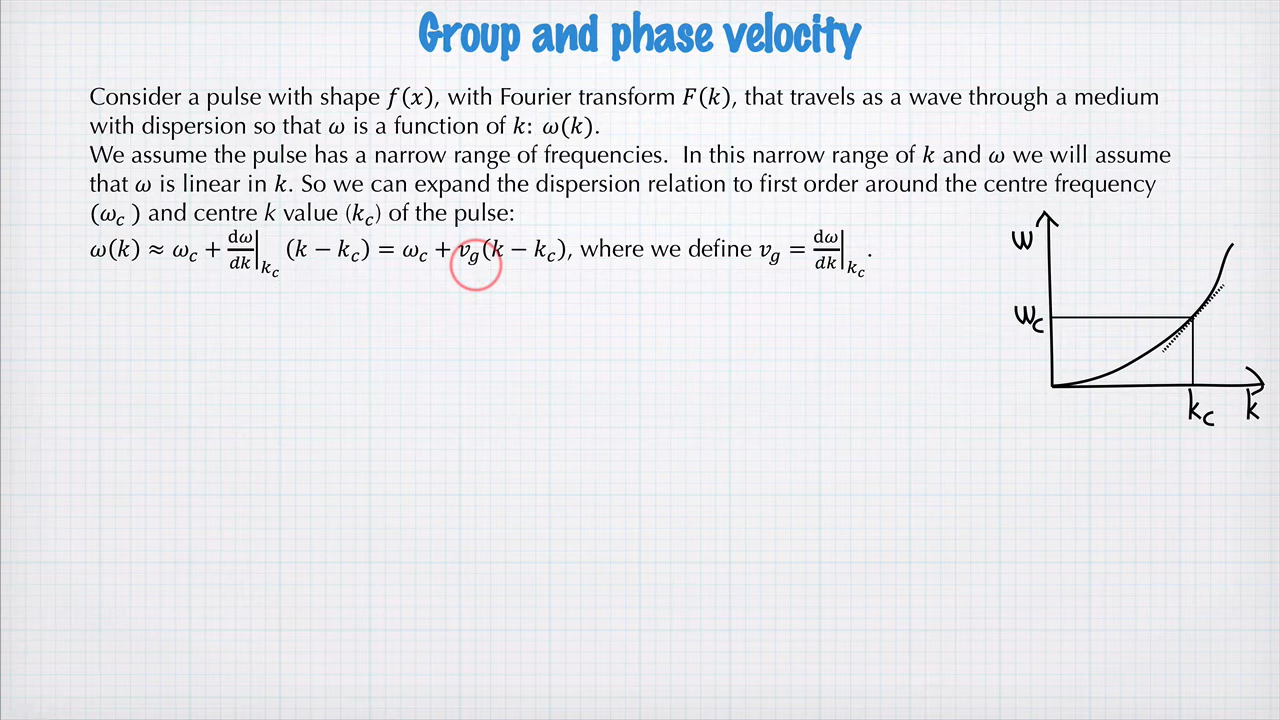 Group and phase velocity
Consider a pulse with shape f(x), with Fourier transform F(k), that travels as a wave through a medium
with dispersion so that ω is a function of k: ω(k).
We assume the pulse has a narrow range of frequencies. In this narrow range of k and ω we will assume
that ω is linear in k. So we can expand the dispersion relation to first order around the centre frequency
(ω_c ) and centre k value (k_c) of the pulse:
ω(k) ≈ ω_c + dω/dk|_{k_c} (k − k_c) = ω_c + v_g(k − k_c), where we define v_g = dω/dk|_{k_c}.
ω
ω_c
k_c
k